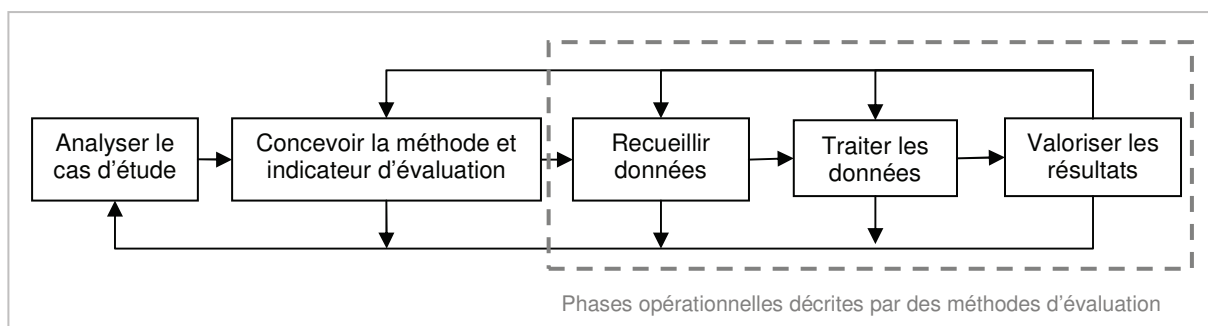 Analyser le
cas d'étude
Concevoir la méthode et
indicateur d'évaluation
Recueillir
données
Traiter les
données
Valoriser les
résultats
Phases opérationnelles décrites par des méthodes d'évaluation